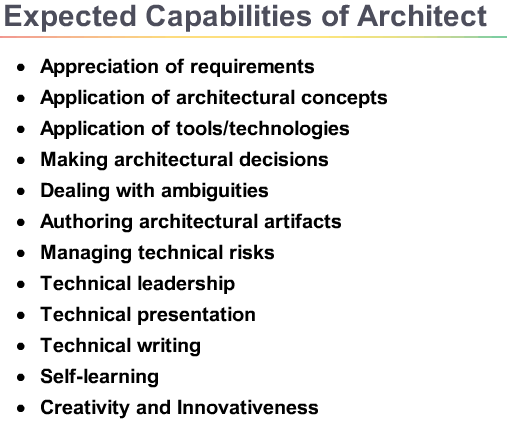 Expected Capabilities of Architect
• Appreciation of requirements
• Application of architectural concepts
• Application of tools/technologies
• Making architectural decisions
• Dealing with ambiguities
• Authoring architectural artifacts
• Managing technical risks
• Technical leadership
• Technical presentation
• Technical writing
• Self-learning
• Creativity and Innovativeness